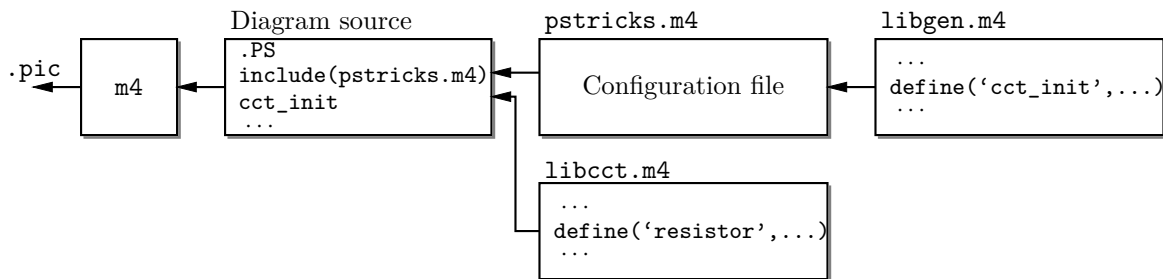 Diagram source
.PS
include(pstricks.m4)
cct_init
...
.pic
m4
pstricks.m4
Configuration file
libgen.m4
...
define(‘cct_init’,...)
...
libcct.m4
...
define(‘resistor’,...)
...